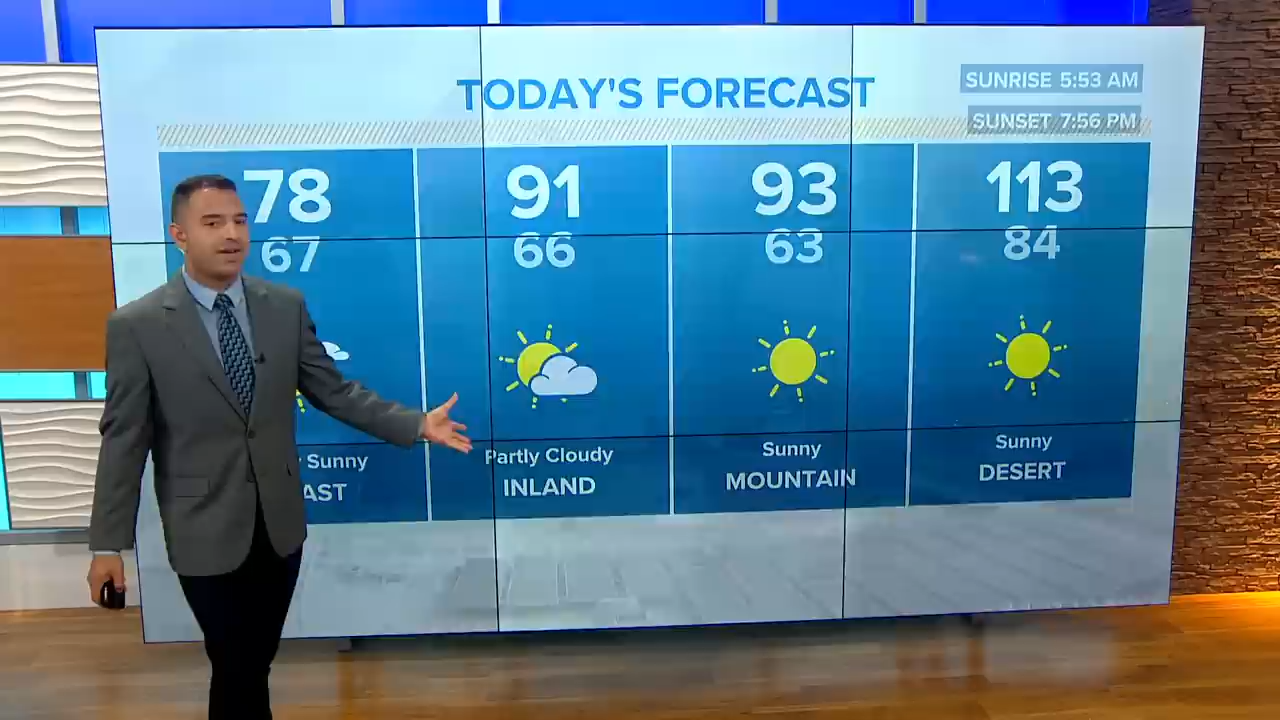 TODAY'S FORECAST
SUNRISE 5:53 AM
SUNSET 7:56 PM
78
67
Sunny
91
66
Partly Cloudy
INLAND
93
63
Sunny
MOUNTAIN
113
84
Sunny
DESERT